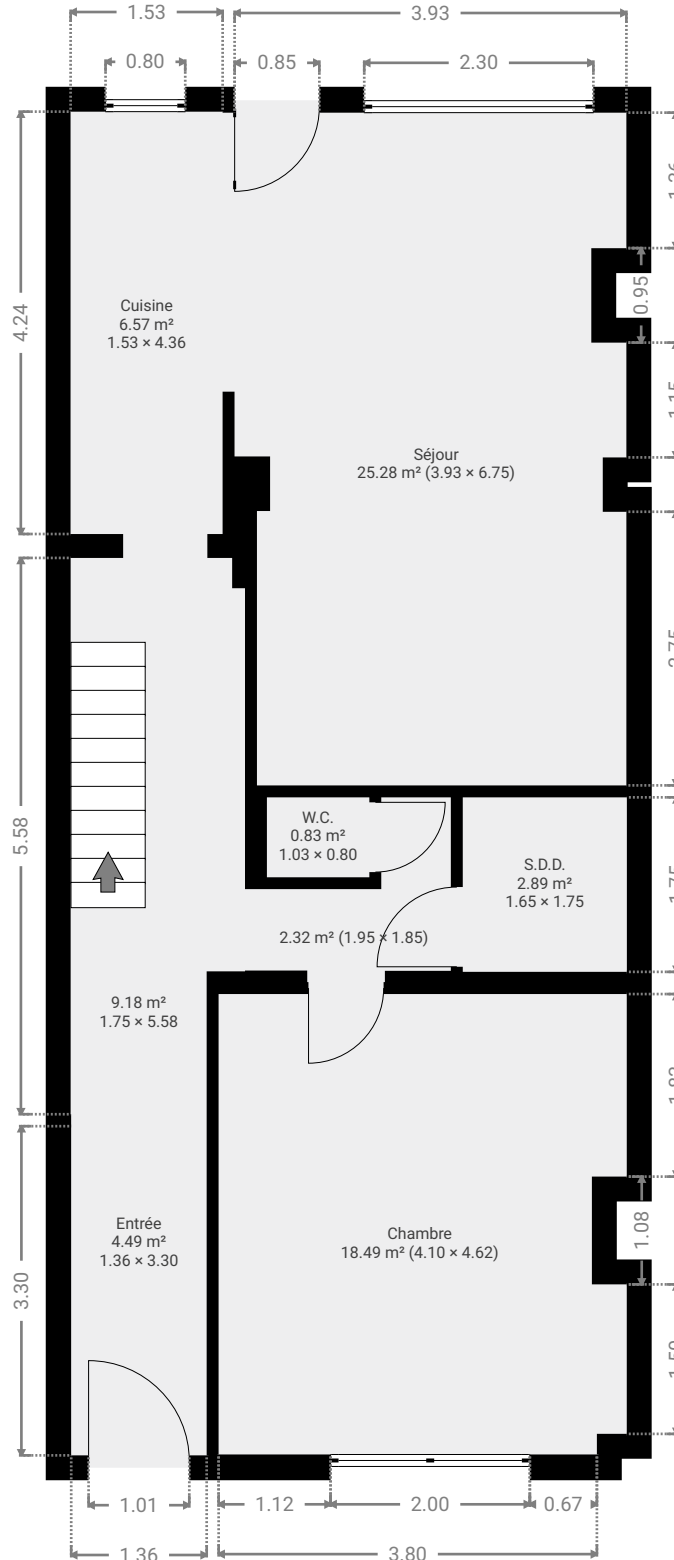 1.53
3.93
0.80
0.85
2.30
0.95
4.24
Cuisine
6.57 m²
1.53 × 4.36
Séjour
25.28 m² (3.93 × 6.75)
5.58
W.C.
0.83 m²
1.03 × 0.80
S.D.D.
2.89 m²
1.65 × 1.75
2.32 m² (1.95 × 1.85)
9.18 m²
1.75 × 5.58
Entrée
4.49 m²
1.36 × 3.30
Chambre
18.49 m² (4.10 × 4.62)
1.08
3.30
1.01
1.12
2.00
0.67
1.36
3.80